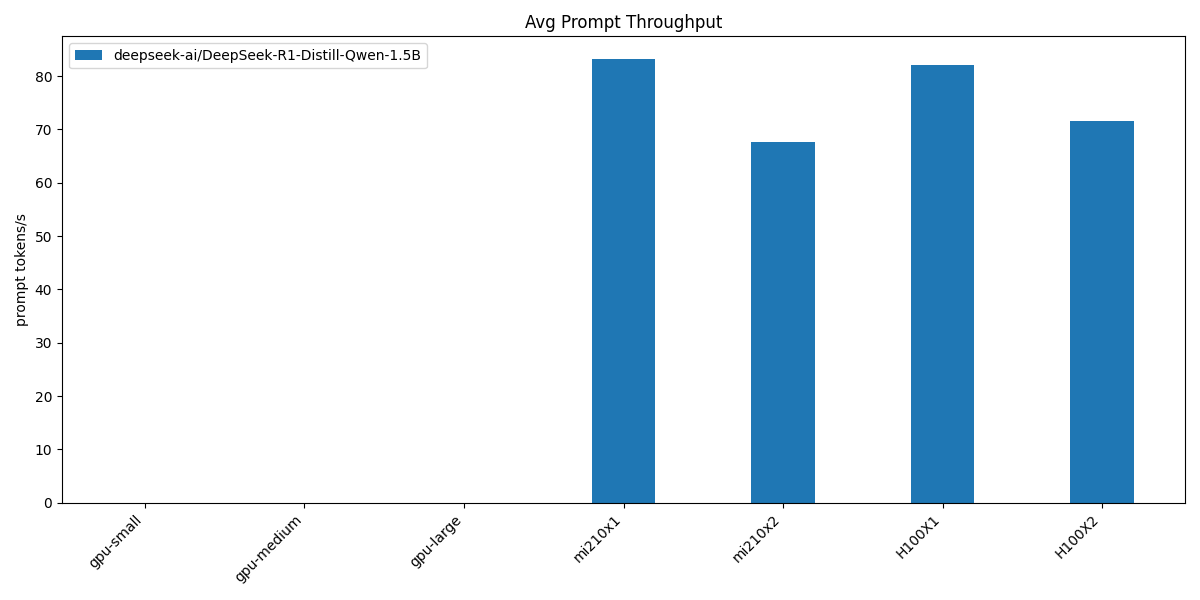 Avg Prompt Throughput
deepseek-ai/DeepSeek-R1-Distill-Qwen-1.5B
prompt tokens/s
80
70
60
50
40
30
20
10
0
gpu-small
gpu-medium
gpu-large
mi210x1
mi210x2
H100X1
H100X2